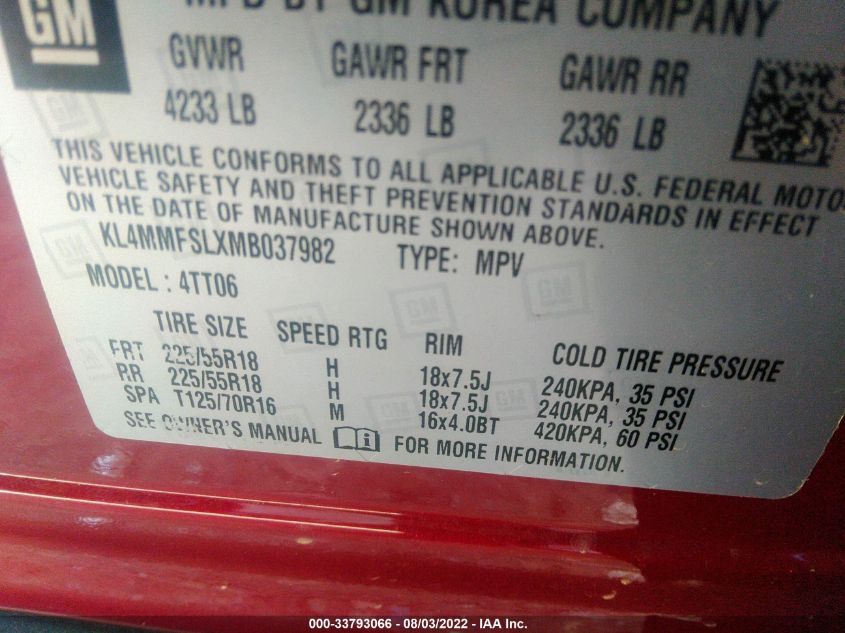 GM
MFD BY GM KOREA COMPANY
GVWR GAWR FRT GAWR RR
4233 LB 2336 LB 2336 LB
THIS VEHICLE CONFORMS TO ALL APPLICABLE U.S. FEDERAL MOTO
VEHICLE SAFETY AND THEFT PREVENTION STANDARDS IN EFFECT
ON THE DATE OF MANUFACTURE SHOWN ABOVE.
KL4MMFSLXMB037982 TYPE: MPV
MODEL : 4TT06
TIRE SIZE SPEED RTG RIM COLD TIRE PRESSURE
FRT 225/55R18 H 18x7.5J 240KPA, 35 PSI
RR 225/55R18 H 18x7.5J 240KPA, 35 PSI
SPA T125/70R16 M 16x4.0BT 420KPA, 60 PSI
SEE OWNER'S MANUAL FOR MORE INFORMATION.
000-33793066 - 08/03/2022 - IAA Inc.